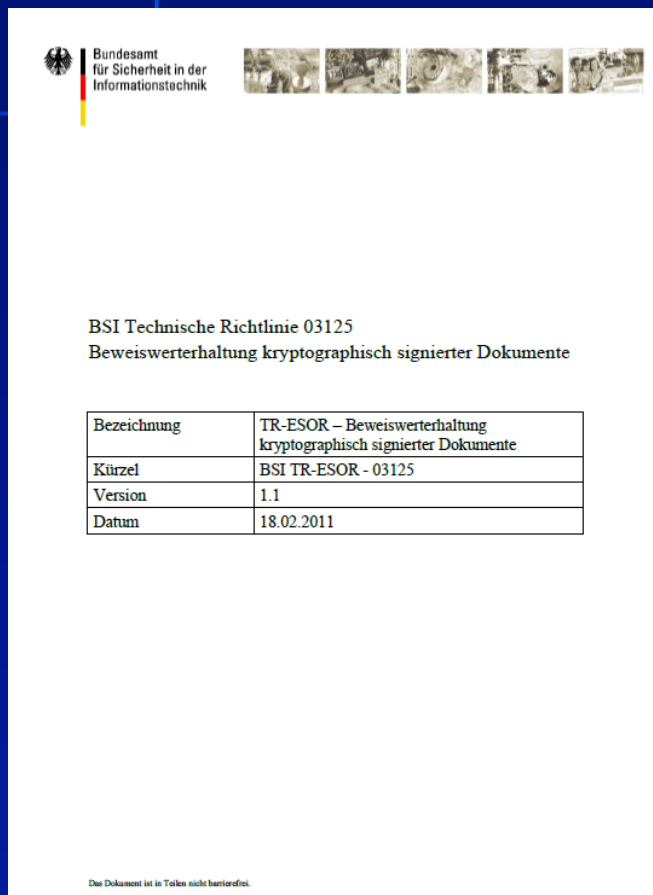 Bundesamt
für Sicherheit in der
Informationstechnik
BSI Technische Richtlinie 03125
Beweiswerterhaltung kryptographisch signierter Dokumente
Bezeichnung TR-ESOR – Beweiswerterhaltung
kryptographisch signierter Dokumente
Kürzel BSI TR-ESOR - 03125
Version 1.1
Datum 18.02.2011
Das Dokument ist in Teilen nicht barrierefrei.